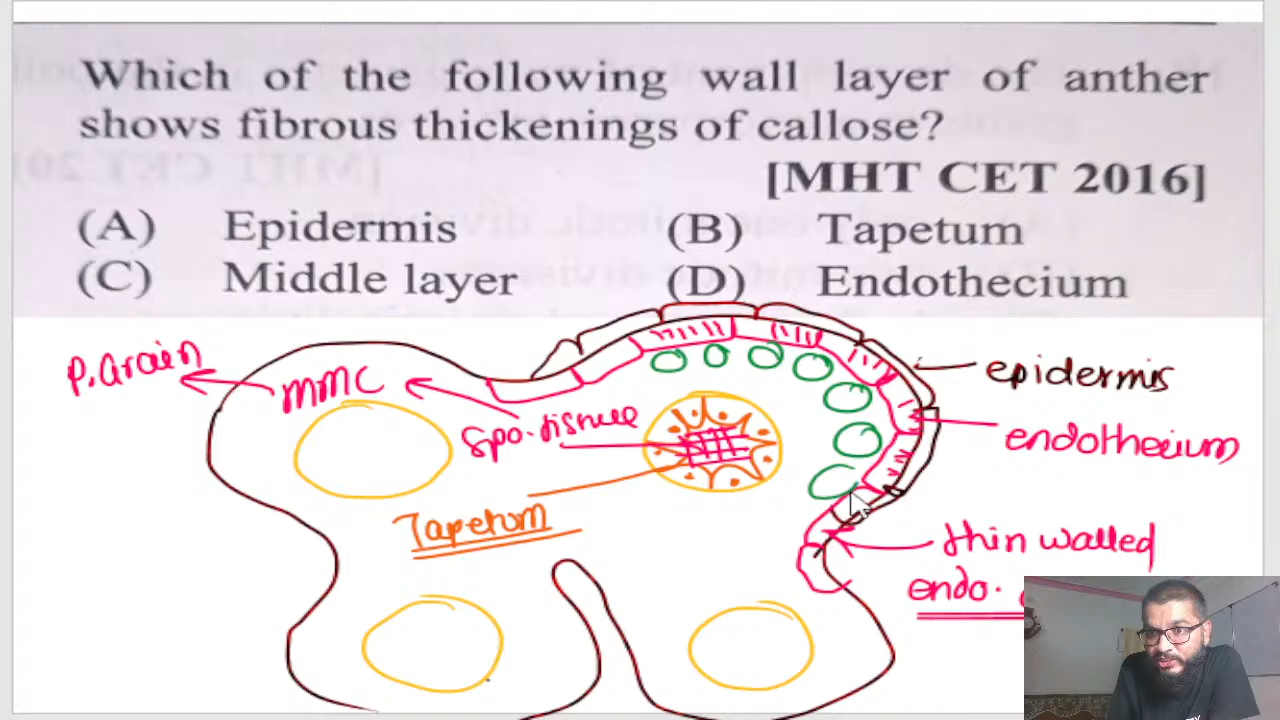 Which of the following wall layer of anther
shows fibrous thickenings of callose?
[MHT CET 2016]
(A) Epidermis (B) Tapetum
(C) Middle layer (D) Endothecium
P.Grain
MMC
Spo.tissue
epidermis
endothecium
Tapetum
thin walled
endo.